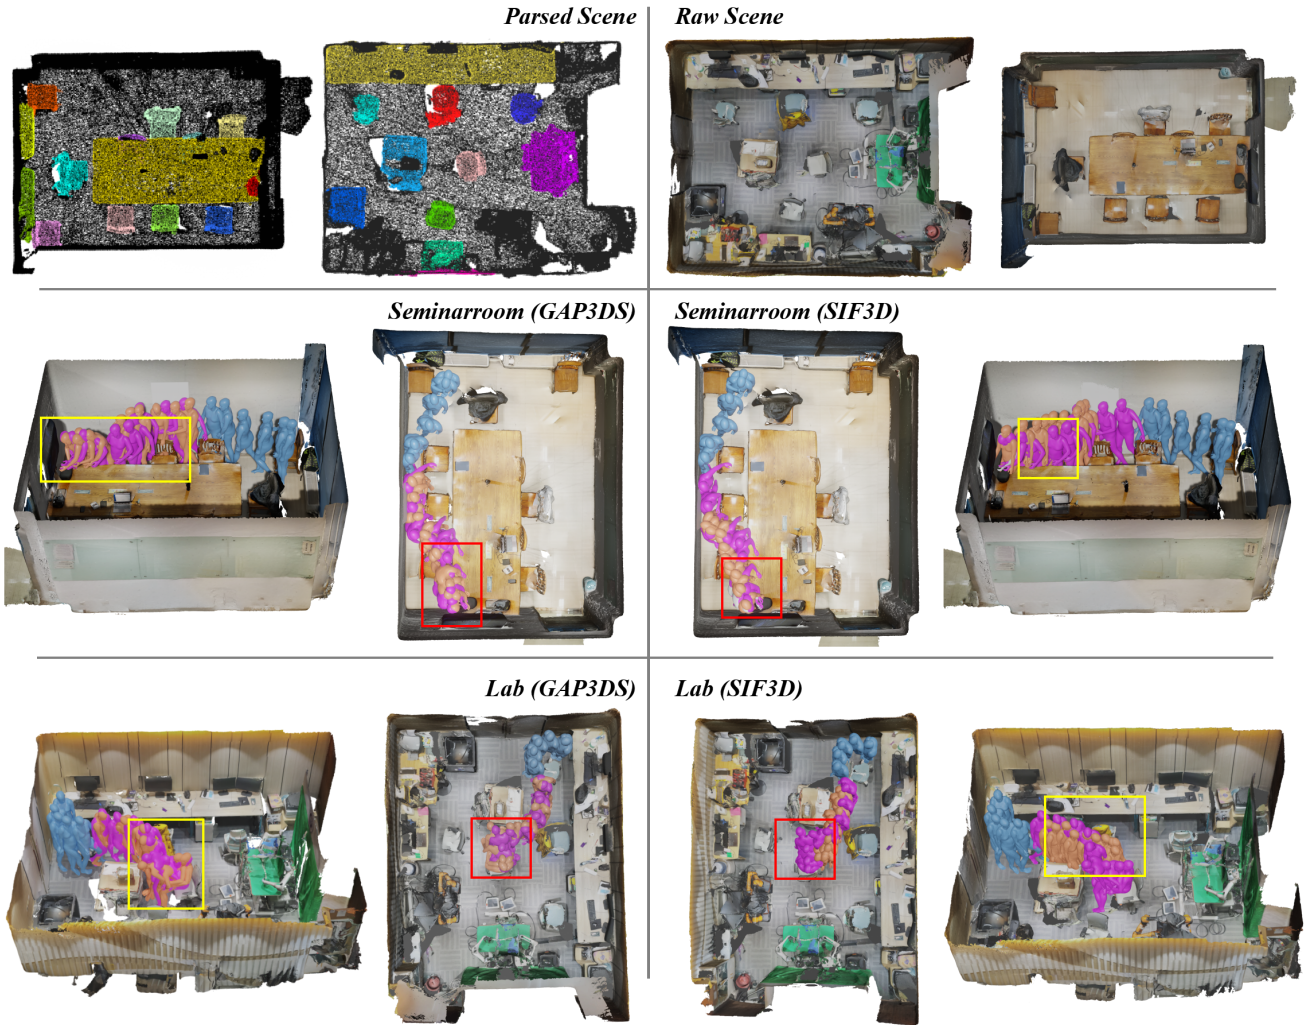 Parsed Scene
Raw Scene
Seminarroom (GAP3DS)
Seminarroom (SIF3D)
Lab (GAP3DS)
Lab (SIF3D)